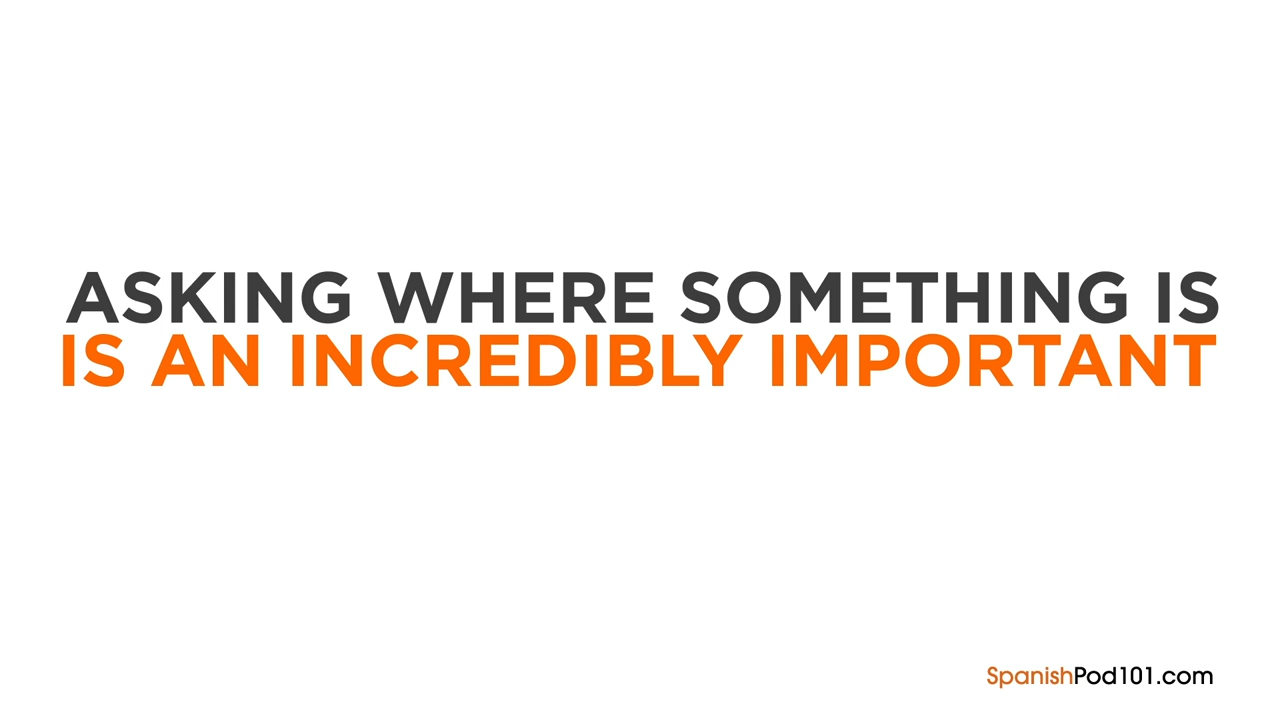 ASKING WHERE SOMETHING IS
IS AN INCREDIBLY IMPORTANT
SpanishPod101.com